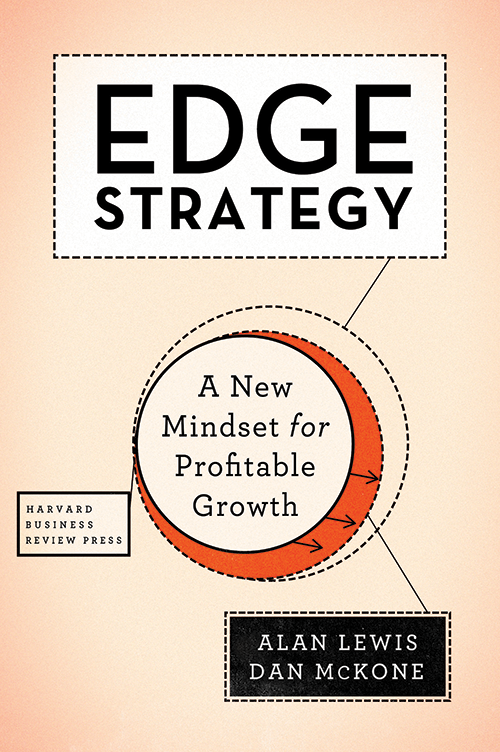 EDGE
STRATEGY
A New
Mindset for
Profitable
Growth
HARVARD
BUSINESS
REVIEW PRESS
ALAN LEWIS
DAN McKONE